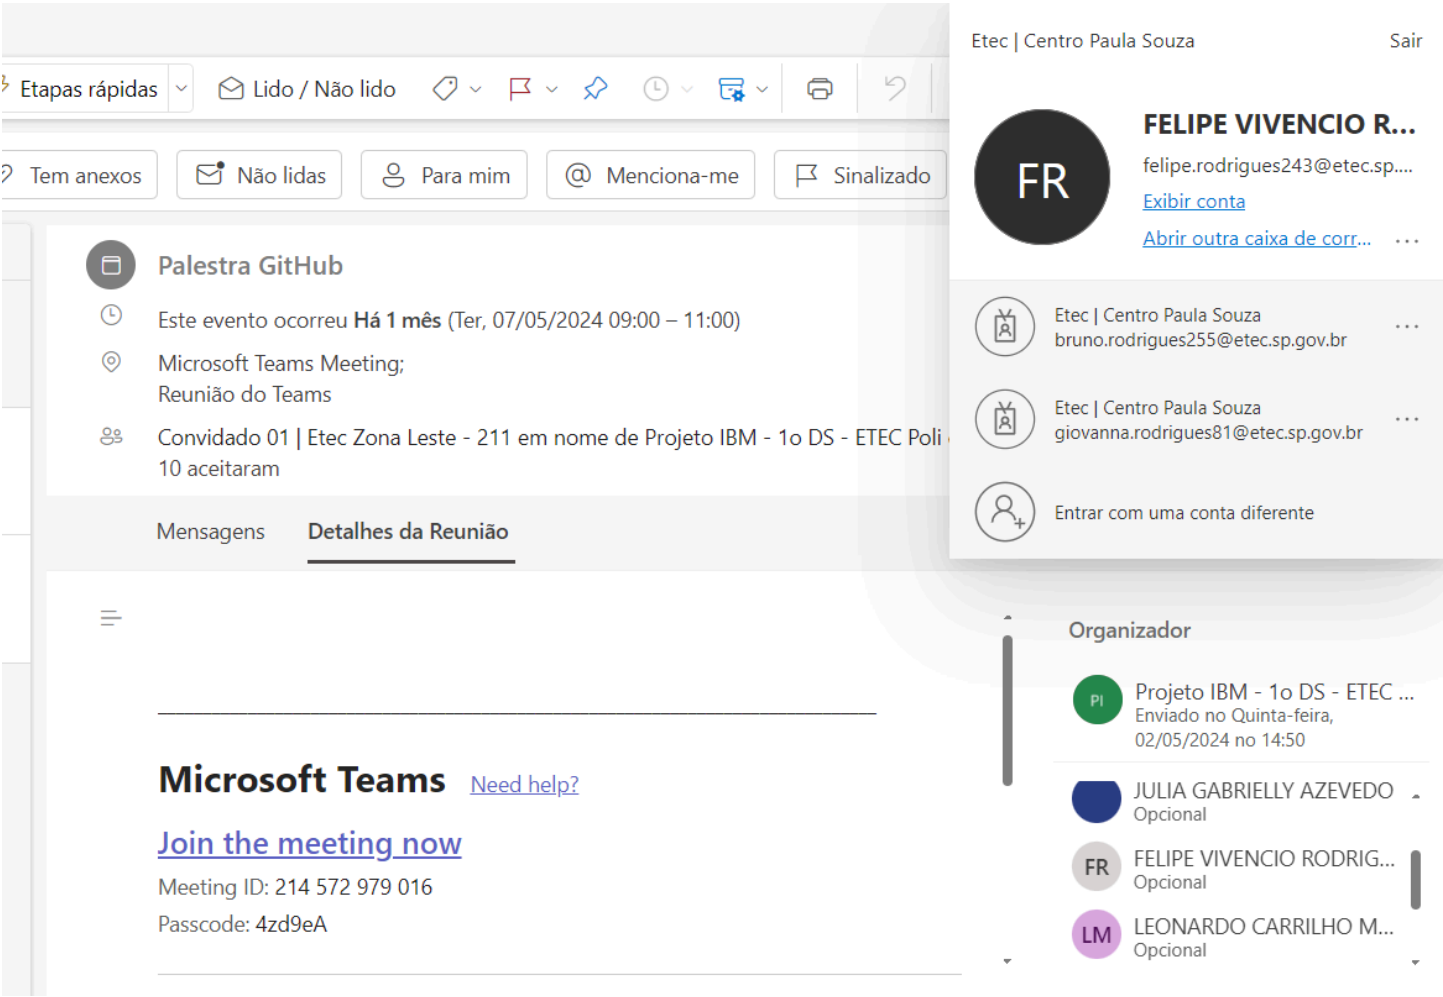 Etec | Centro Paula Souza
Sair
Etapas rápidas
Lido / Não lido
FELIPE VIVENCIO R...
felipe.rodrigues243@etec.sp....
Exibir conta
Abrir outra caixa de corr...
Tem anexos
Não lidas
Para mim
Menciona-me
Sinalizado
FR
Palestra GitHub
Este evento ocorreu Há 1 mês (Ter, 07/05/2024 09:00 – 11:00)
Microsoft Teams Meeting;
Reunião do Teams
Convidado 01 | Etec Zona Leste - 211 em nome de Projeto IBM - 1o DS - ETEC Poli
10 aceitaram
Etec | Centro Paula Souza
bruno.rodrigues255@etec.sp.gov.br
Etec | Centro Paula Souza
giovanna.rodrigues81@etec.sp.gov.br
Entrar com uma conta diferente
Mensagens
Detalhes da Reunião
Microsoft Teams Need help?
Join the meeting now
Meeting ID: 214 572 979 016
Passcode: 4zd9eA
Organizador
PI
Projeto IBM - 1o DS - ETEC ...
Enviado no Quinta-feira,
02/05/2024 no 14:50
JULIA GABRIELLY AZEVEDO
Opcional
FR
FELIPE VIVENCIO RODRIG...
Opcional
LM
LEONARDO CARRILHO M...
Opcional